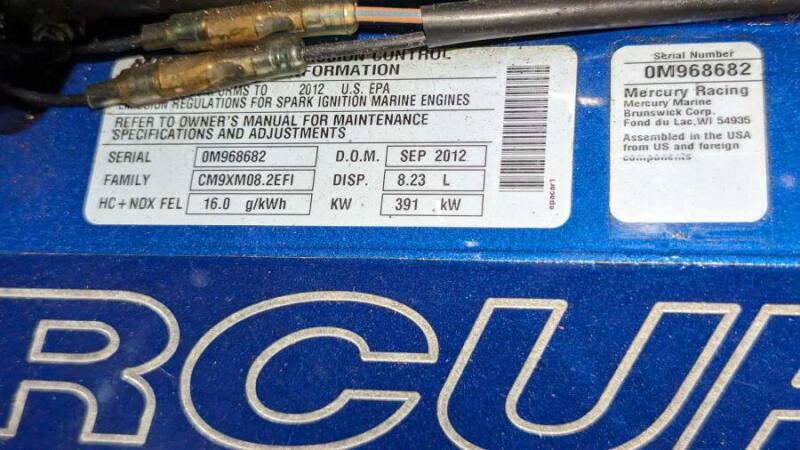 CONTROL
INFORMATION
CONFORMS TO 2012 U.S. EPA
EMISSION REGULATIONS FOR SPARK IGNITION MARINE ENGINES
REFER TO OWNER'S MANUAL FOR MAINTENANCE
SPECIFICATIONS AND ADJUSTMENTS
SERIAL 0M968682 D.O.M. SEP 2012
FAMILY CM9XM08.2EFI DISP. 8.23 L
HC+NOX FEL 16.0 g/kWh KW 391 kW
epacar1
Serial Number
0M968682
Mercury Racing
Mercury Marine
Brunswick Corp.
Fond du Lac, WI 54935
Assembled in the USA
from US and foreign
components
RCUR